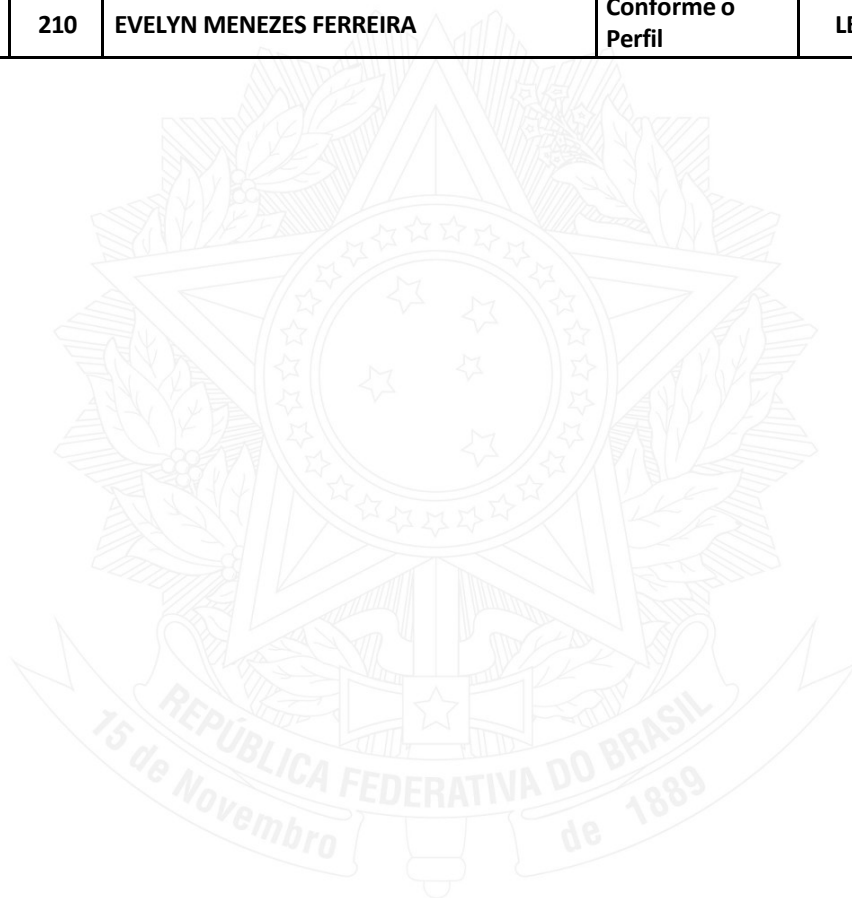 210 EVELYN MENEZES FERREIRA Conforme o
Perfil
REPÚBLICA FEDERATIVA DO BRASIL
15 de Novembro de 1889